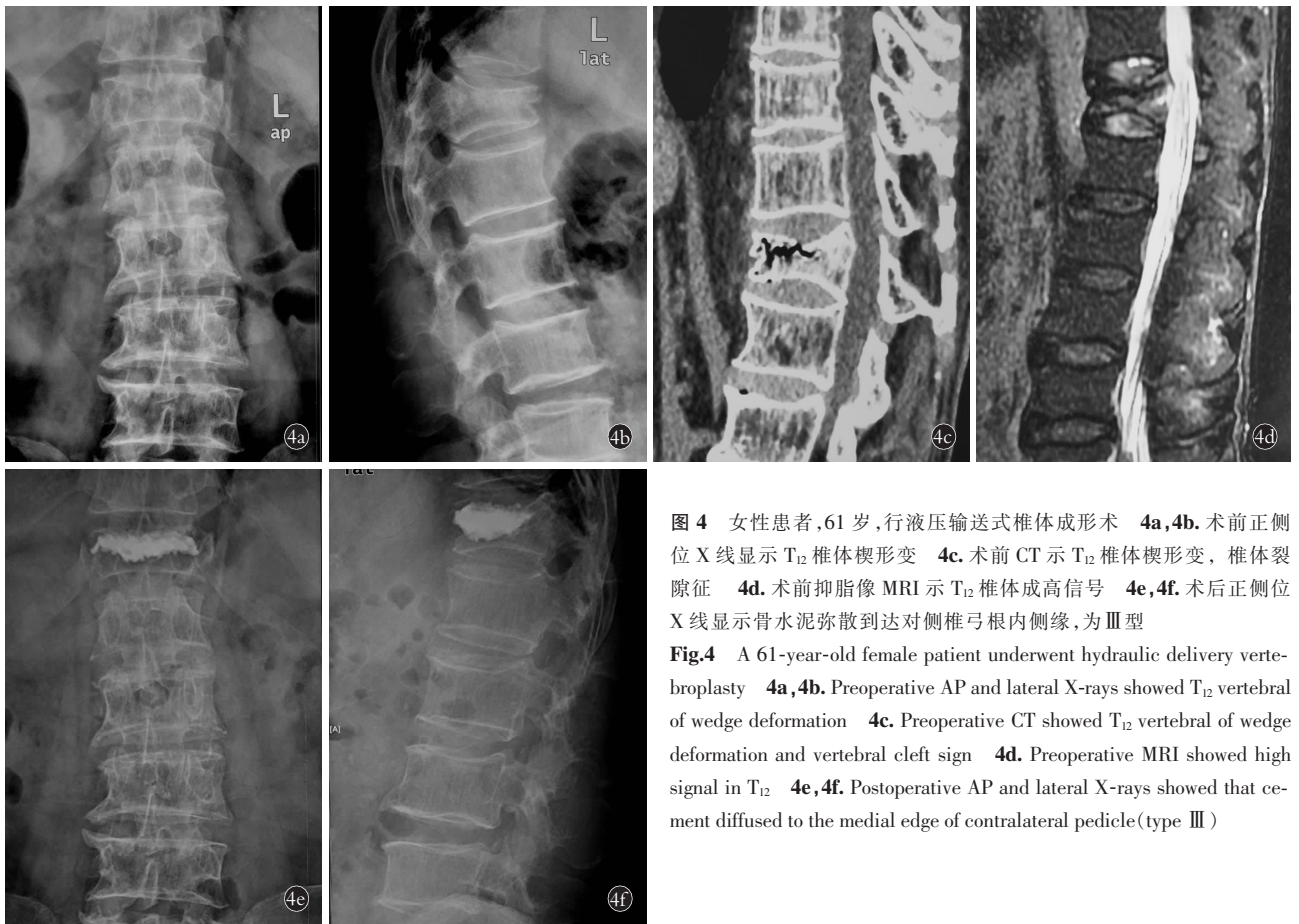 L
ap
4a
L
lat
4b
4c
4d
4e
lat
[A]
4f
图 4 女性患者,61 岁,行液压输送式椎体成形术 4a,4b. 术前正侧
位 X 线显示 T12 椎体楔形变 4c. 术前 CT 示 T12 椎体楔形变，椎体裂
隙征 4d. 术前抑脂像 MRI 示 T12 椎体成高信号 4e,4f. 术后正侧位
X 线显示骨水泥弥散到达对侧椎弓根内侧缘,为Ⅲ型
Fig.4 A 61-year-old female patient underwent hydraulic delivery verte-
broplasty 4a,4b. Preoperative AP and lateral X-rays showed T12 vertebral
of wedge deformation 4c. Preoperative CT showed T12 vertebral of wedge
deformation and vertebral cleft sign 4d. Preoperative MRI showed high
signal in T12 4e,4f. Postoperative AP and lateral X-rays showed that ce-
ment diffused to the medial edge of contralateral pedicle(type Ⅲ)